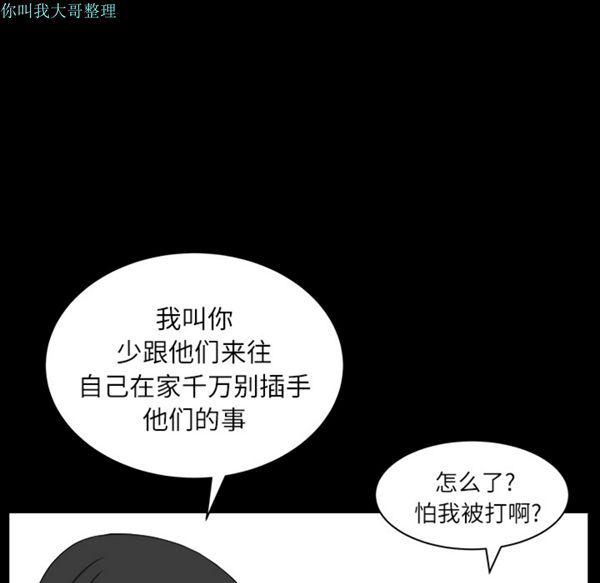 你叫我大哥整理
我叫你
少跟他们来往
自己在家千万别插手
他们的事
怎么了?
怕我被打啊?